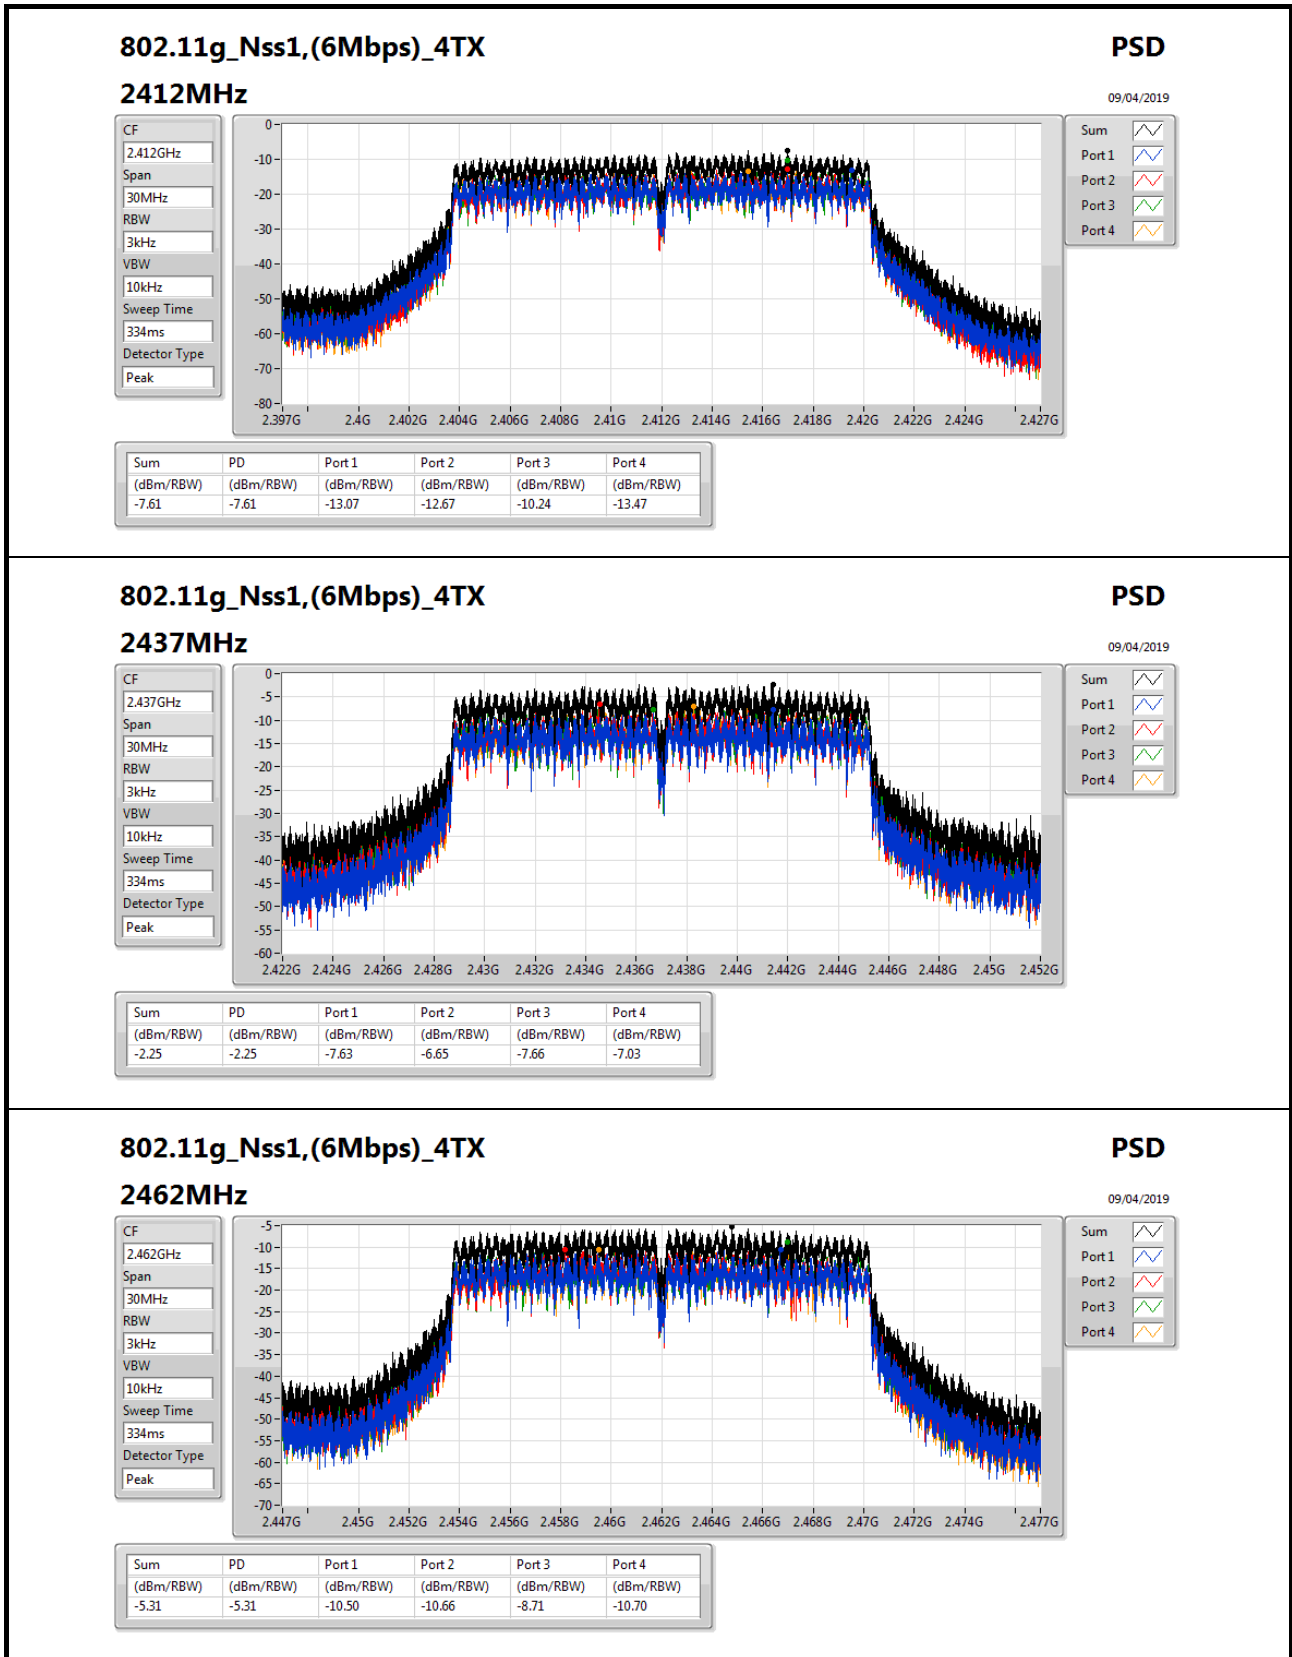 802.11g_Nss1,(6Mbps)_4TX PSD
2412MHz 09/04/2019
CF
2.412GHz
Span
30MHz
RBW
3kHz
VBW
10kHz
Sweep Time
334ms
Detector Type
Peak
0
-10
-20
-30
-40
-50
-60
-70
-80
2.397G 2.4G 2.402G 2.404G 2.406G 2.408G 2.41G 2.412G 2.414G 2.416G 2.418G 2.42G 2.422G 2.424G 2.427G
Sum
Port 1
Port 2
Port 3
Port 4
Sum PD Port 1 Port 2 Port 3 Port 4
(dBm/RBW) (dBm/RBW) (dBm/RBW) (dBm/RBW) (dBm/RBW) (dBm/RBW)
-7.61 -7.61 -13.07 -12.67 -10.24 -13.47
802.11g_Nss1,(6Mbps)_4TX PSD
2437MHz 09/04/2019
CF
2.437GHz
Span
30MHz
RBW
3kHz
VBW
10kHz
Sweep Time
334ms
Detector Type
Peak
0
-5
-10
-15
-20
-25
-30
-35
-40
-45
-50
-55
-60
2.422G 2.424G 2.426G 2.428G 2.43G 2.432G 2.434G 2.436G 2.438G 2.44G 2.442G 2.444G 2.446G 2.448G 2.45G 2.452G
Sum
Port 1
Port 2
Port 3
Port 4
Sum PD Port 1 Port 2 Port 3 Port 4
(dBm/RBW) (dBm/RBW) (dBm/RBW) (dBm/RBW) (dBm/RBW) (dBm/RBW)
-2.25 -2.25 -7.63 -6.65 -7.66 -7.03
802.11g_Nss1,(6Mbps)_4TX PSD
2462MHz 09/04/2019
CF
2.462GHz
Span
30MHz
RBW
3kHz
VBW
10kHz
Sweep Time
334ms
Detector Type
Peak
-5
-10
-15
-20
-25
-30
-35
-40
-45
-50
-55
-60
-65
-70
2.447G 2.45G 2.452G 2.454G 2.456G 2.458G 2.46G 2.462G 2.464G 2.466G 2.468G 2.47G 2.472G 2.474G 2.477G
Sum
Port 1
Port 2
Port 3
Port 4
Sum PD Port 1 Port 2 Port 3 Port 4
(dBm/RBW) (dBm/RBW) (dBm/RBW) (dBm/RBW) (dBm/RBW) (dBm/RBW)
-5.31 -5.31 -10.50 -10.66 -8.71 -10.70